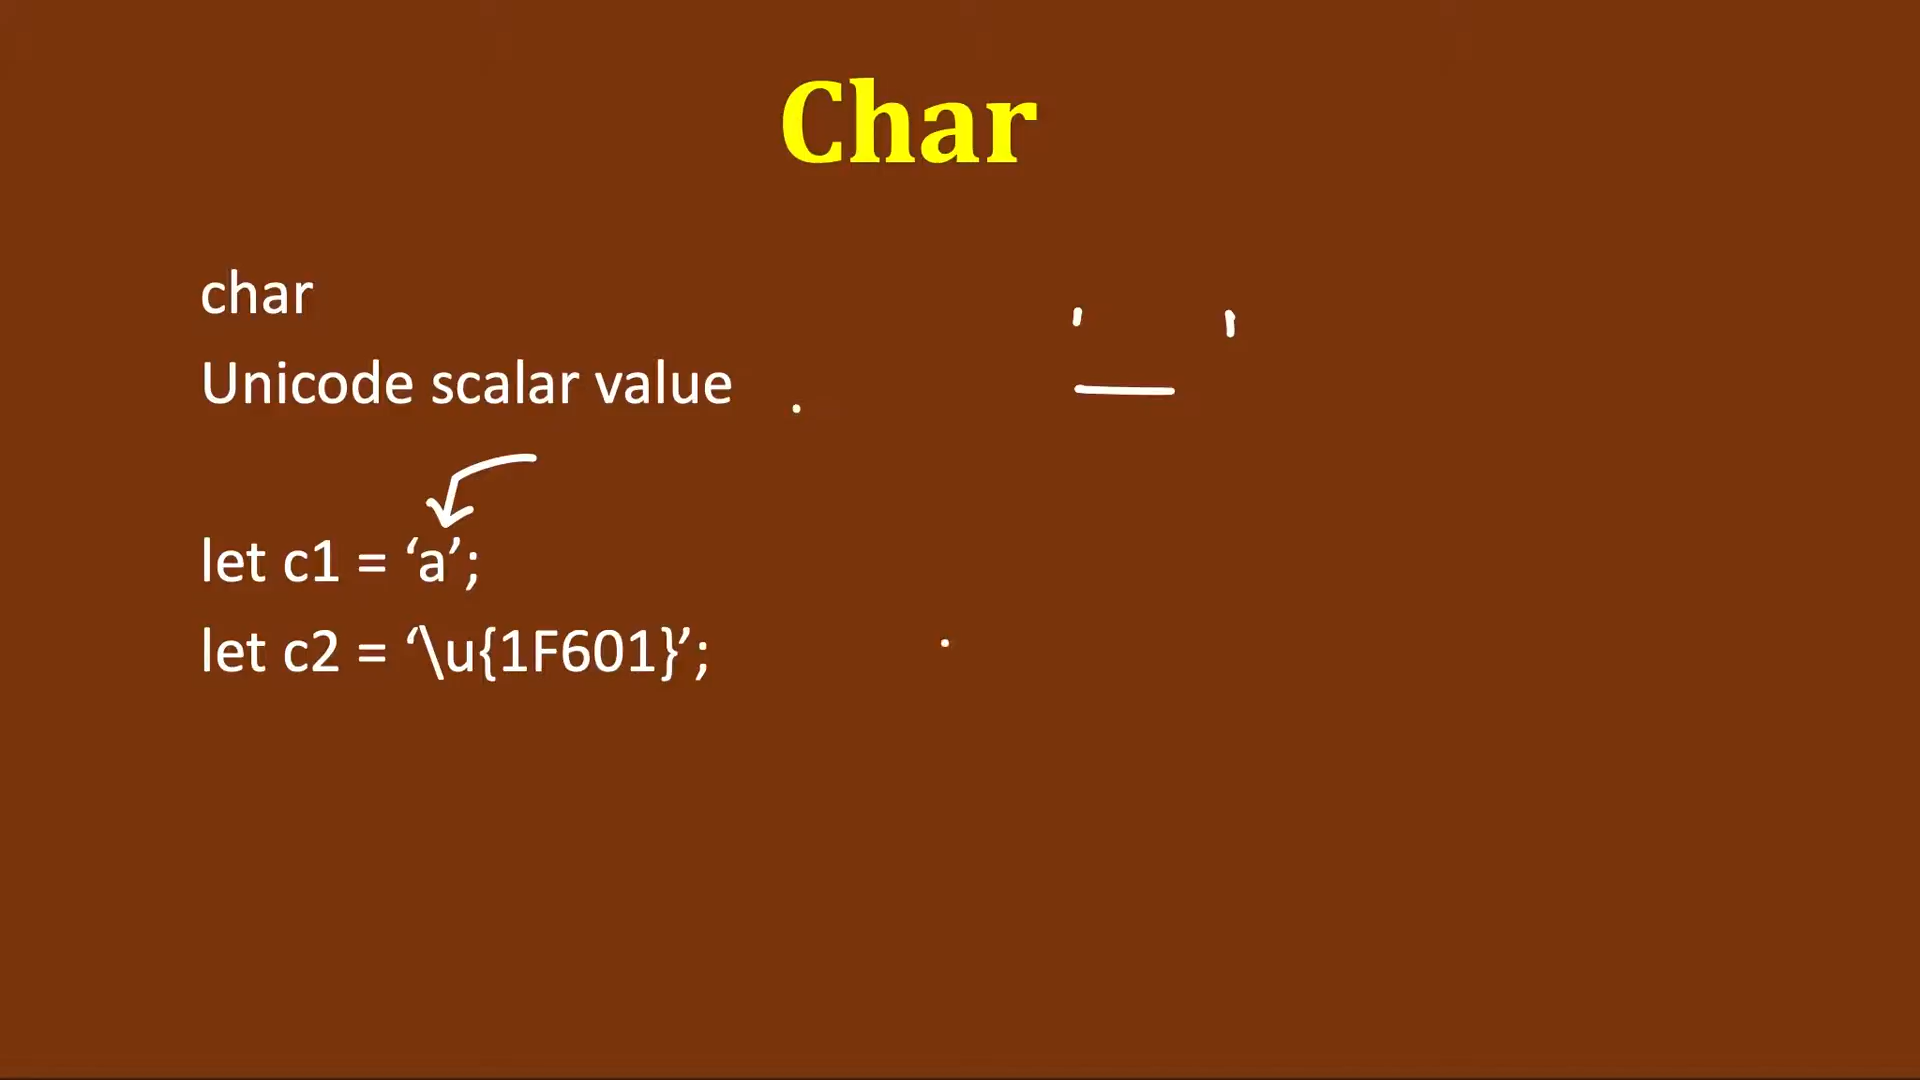 Char
char
Unicode scalar value
let c1 = ‘a’;
let c2 = ‘\u{1F601}’;